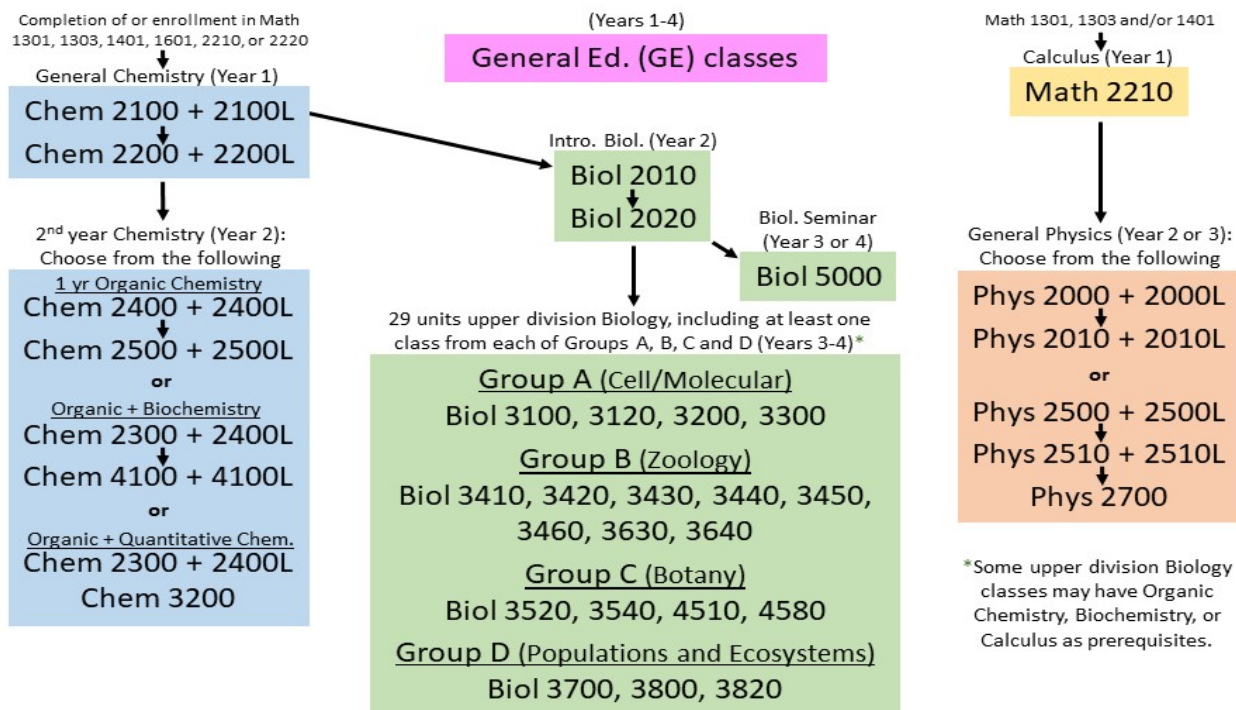 Completion of or enrollment in Math
1301, 1303, 1401, 1601, 2210, or 2220
General Chemistry (Year 1)
Chem 2100 + 2100L
Chem 2200 + 2200L
2nd year Chemistry (Year 2):
Choose from the following
1 yr Organic Chemistry
Chem 2400 + 2400L
Chem 2500 + 2500L
or
Organic + Biochemistry
Chem 2300 + 2400L
Chem 4100 + 4100L
or
Organic + Quantitative Chem.
Chem 2300 + 2400L
Chem 3200
(Years 1-4)
General Ed. (GE) classes
Intro. Biol. (Year 2)
Biol 2010
Biol 2020
Biol. Seminar
(Year 3 or 4)
Biol 5000
29 units upper division Biology, including at least one
class from each of Groups A, B, C and D (Years 3-4)*
Group A (Cell/Molecular)
Biol 3100, 3120, 3200, 3300
Group B (Zoology)
Biol 3410, 3420, 3430, 3440, 3450,
3460, 3630, 3640
Group C (Botany)
Biol 3520, 3540, 4510, 4580
Group D (Populations and Ecosystems)
Biol 3700, 3800, 3820
Math 1301, 1303 and/or 1401
Calculus (Year 1)
Math 2210
General Physics (Year 2 or 3):
Choose from the following
Phys 2000 + 2000L
Phys 2010 + 2010L
or
Phys 2500 + 2500L
Phys 2510 + 2510L
Phys 2700
*Some upper division Biology
classes may have Organic
Chemistry, Biochemistry, or
Calculus as prerequisites.